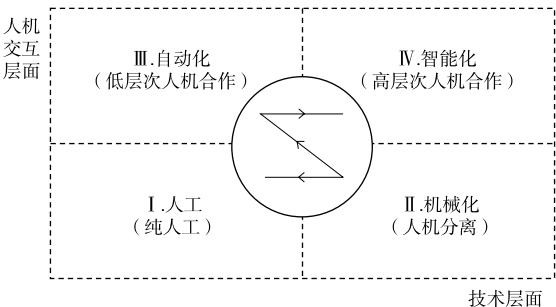 人机
交互
层面
Ⅲ.自动化
（低层次人机合作）
Ⅳ.智能化
（高层次人机合作）
Ⅰ.人工
（纯人工）
Ⅱ.机械化
（人机分离）
技术层面